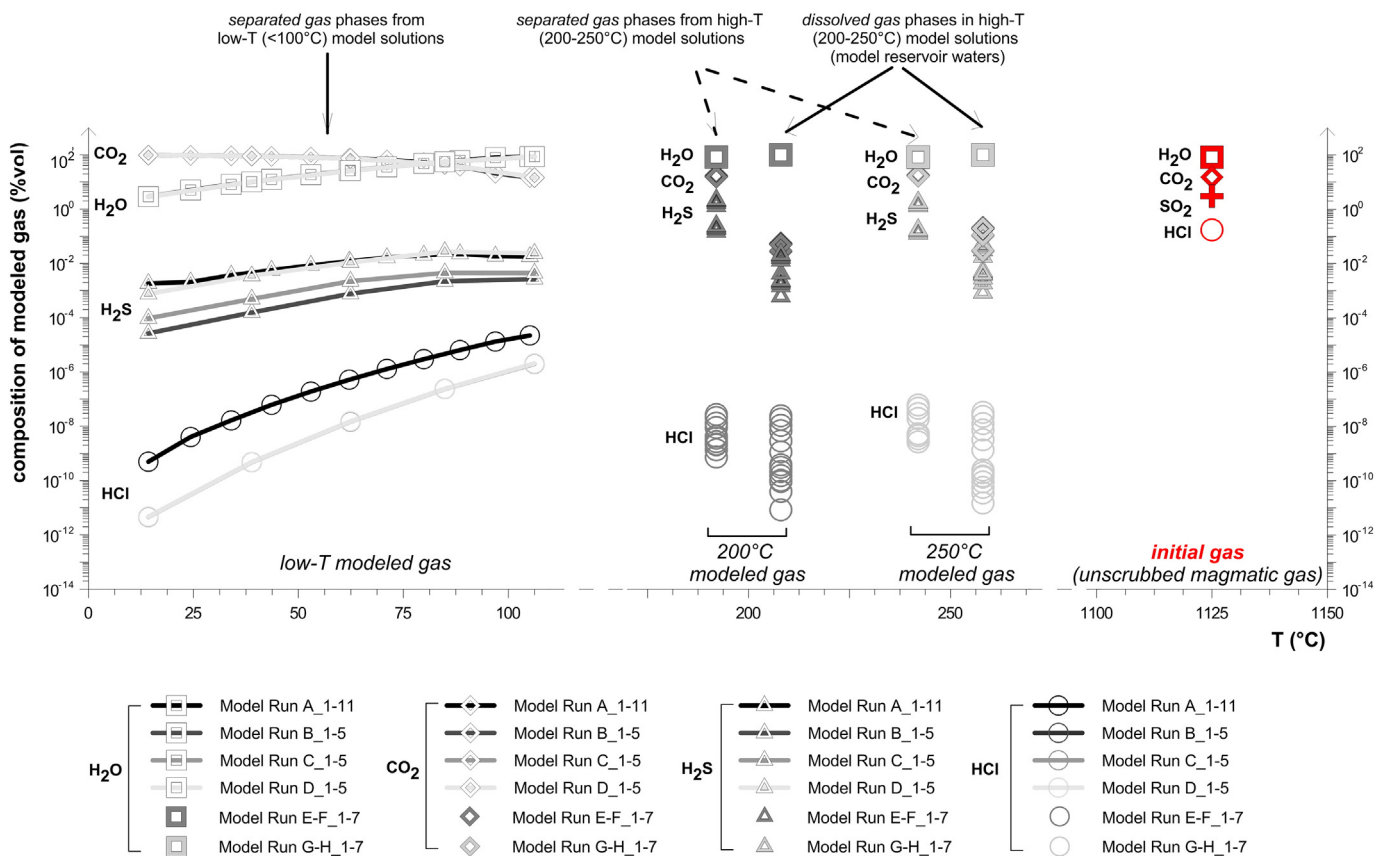 separated gas phases from
low-T (<100°C) model solutions
separated gas phases from high-T
(200-250°C) model solutions
dissolved gas phases in high-T
(200-250°C) model solutions
(model reservoir waters)
composition of modeled gas (%vol)
10²
10⁰
10⁻²
10⁻⁴
10⁻⁶
10⁻⁸
10⁻¹⁰
10⁻¹²
10⁻¹⁴
CO₂
H₂O
H₂S
HCl
low-T modeled gas
H₂O
CO₂
H₂S
HCl
200°C
modeled gas
H₂O
CO₂
H₂S
HCl
250°C
modeled gas
H₂O
CO₂
SO₂
HCl
initial gas
(unscrubbed magmatic gas)
10²
10⁰
10⁻²
10⁻⁴
10⁻⁶
10⁻⁸
10⁻¹⁰
10⁻¹²
10⁻¹⁴
0 25 50 75 100 200 250 1100 1125 1150
T (°C)
H₂O
Model Run A_1-11
Model Run B_1-5
Model Run C_1-5
Model Run D_1-5
Model Run E-F_1-7
Model Run G-H_1-7
CO₂
Model Run A_1-11
Model Run B_1-5
Model Run C_1-5
Model Run D_1-5
Model Run E-F_1-7
Model Run G-H_1-7
H₂S
Model Run A_1-11
Model Run B_1-5
Model Run C_1-5
Model Run D_1-5
Model Run E-F_1-7
Model Run G-H_1-7
HCl
Model Run A_1-11
Model Run B_1-5
Model Run C_1-5
Model Run D_1-5
Model Run E-F_1-7
Model Run G-H_1-7